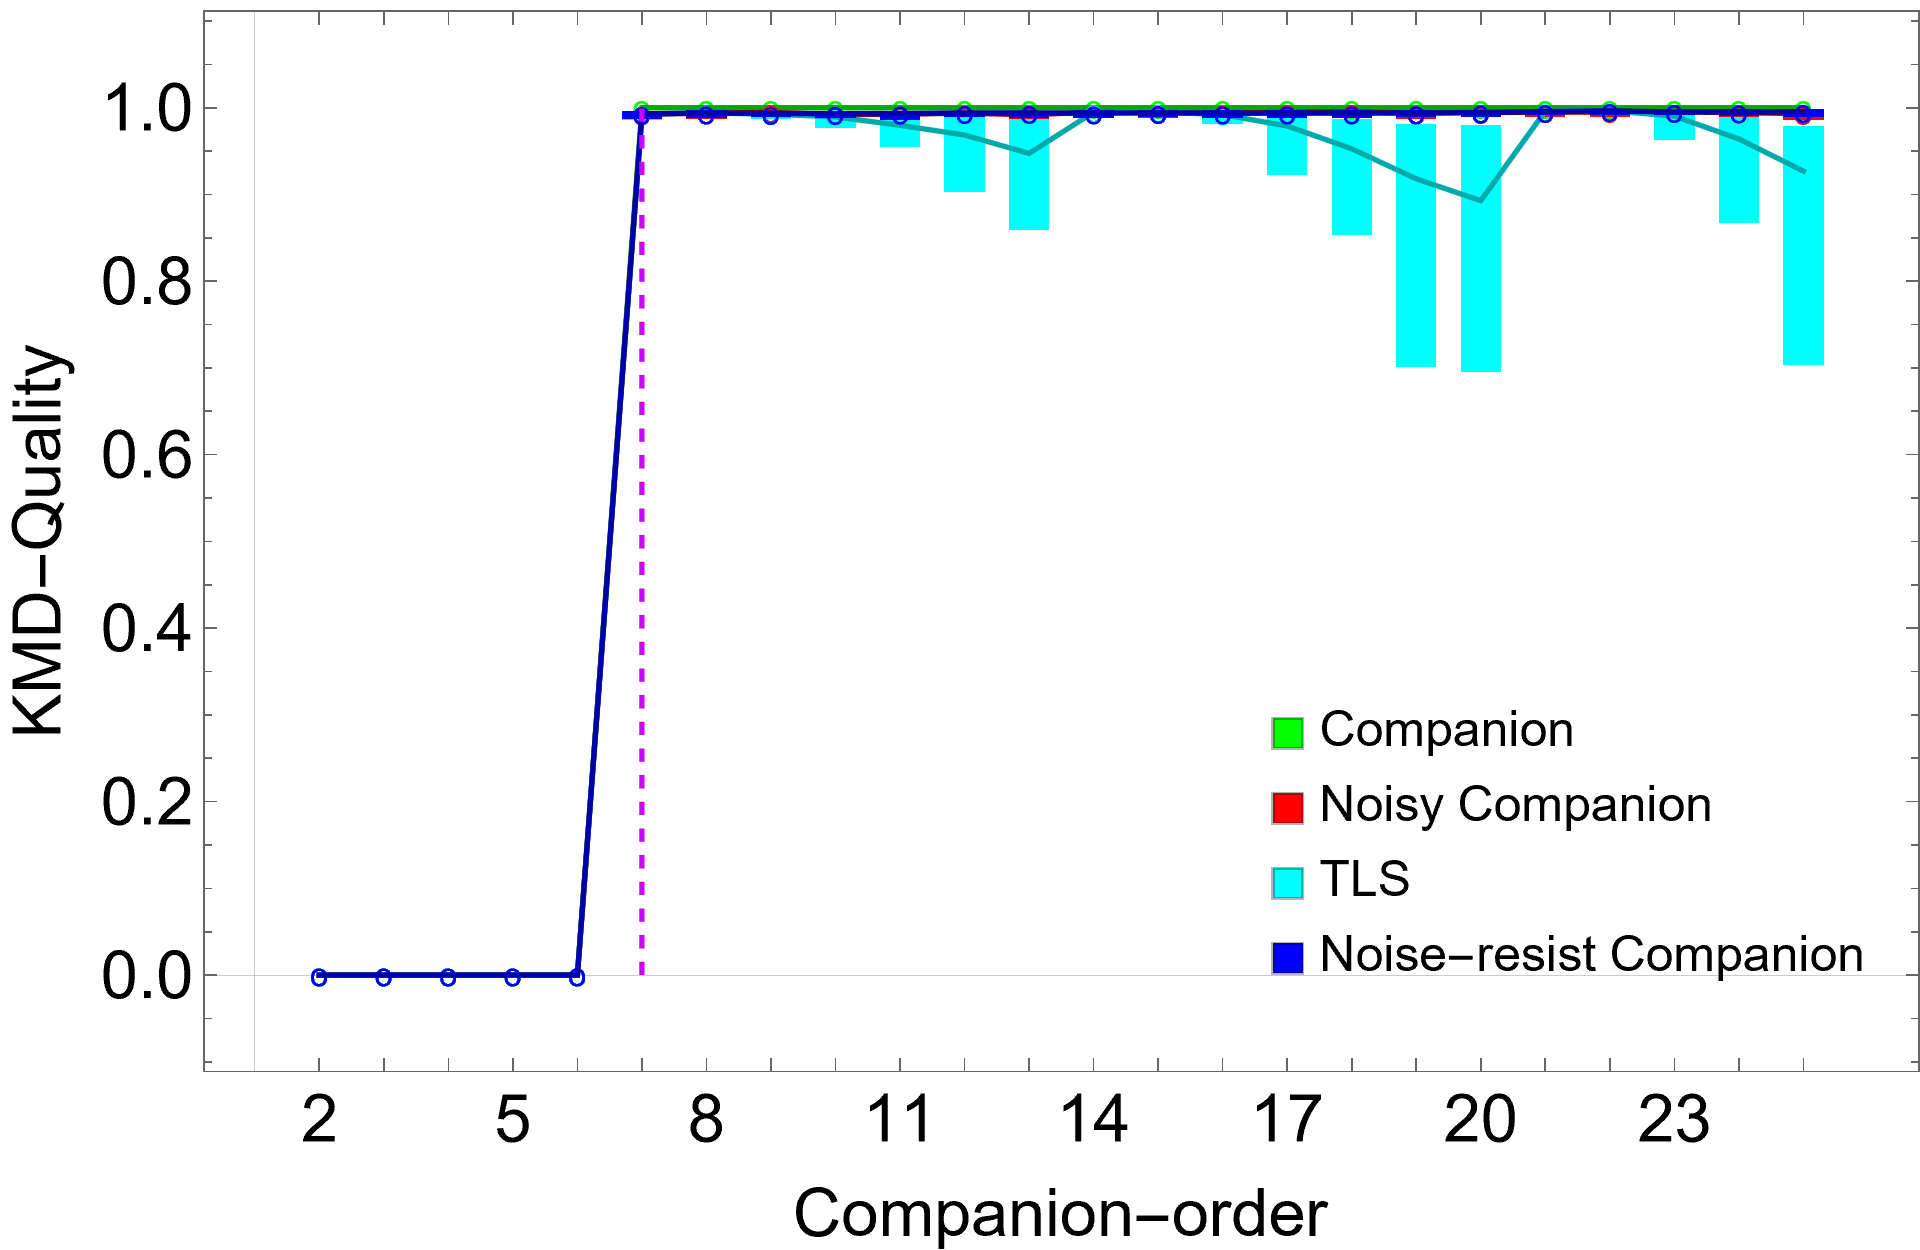 1.0
0.8
0.6
0.4
0.2
0.0
KMD-Quality
Companion
Noisy Companion
TLS
Noise-resist Companion
2 5 8 11 14 17 20 23
Companion-order